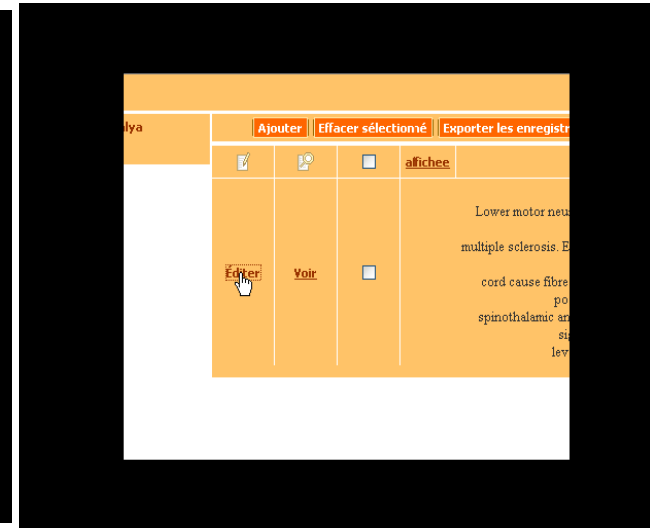 lya
Ajouter Effacer sélectionné Exporter les enregistr
affichee
Lower motor neu
multiple sclerosis. E
Éditer Voir
cord cause fibre
po
spinothalamic an
si
lev